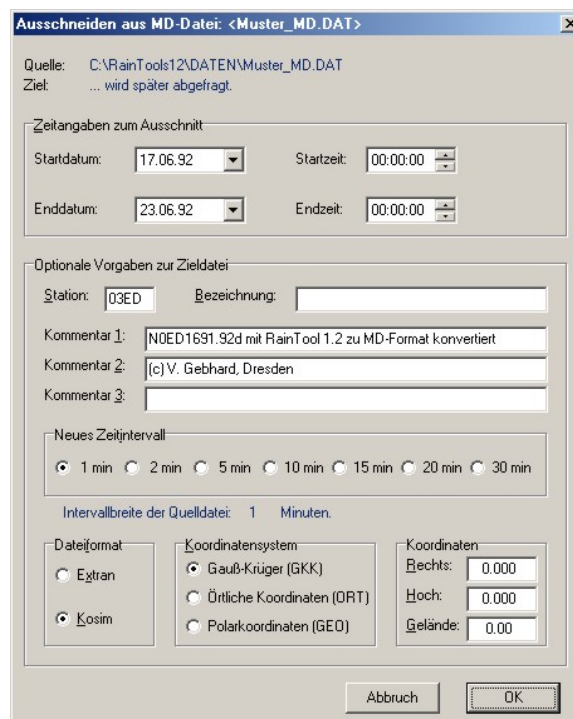 Ausschneiden aus MD-Datei: <Muster_MD.DAT>
Quelle: C:\RainTools12\DATEN\Muster_MD.DAT
Ziel: ... wird später abgefragt.
Zeitangaben zum Ausschnitt
Startdatum: 17.06.92 Startzeit: 00:00:00
Enddatum: 23.06.92 Endzeit: 00:00:00
Optionale Vorgaben zur Zieldatei
Station: 03ED Bezeichnung:
Kommentar 1: N0ED1691.92d mit RainTool 1.2 zu MD-Format konvertiert
Kommentar 2: (c) V. Gebhard, Dresden
Kommentar 3:
Neues Zeitintervall
1 min 2 min 5 min 10 min 15 min 20 min 30 min
Intervallbreite der Quelldatei: 1 Minuten.
Dateiformat
Extran
Kosim
Koordinatensystem
Gauß-Krüger (GKK)
Örtliche Koordinaten (ORT)
Polarkoordinaten (GEO)
Koordinaten
Rechts: 0.000
Hoch: 0.000
Gelände: 0.00
Abbruch OK